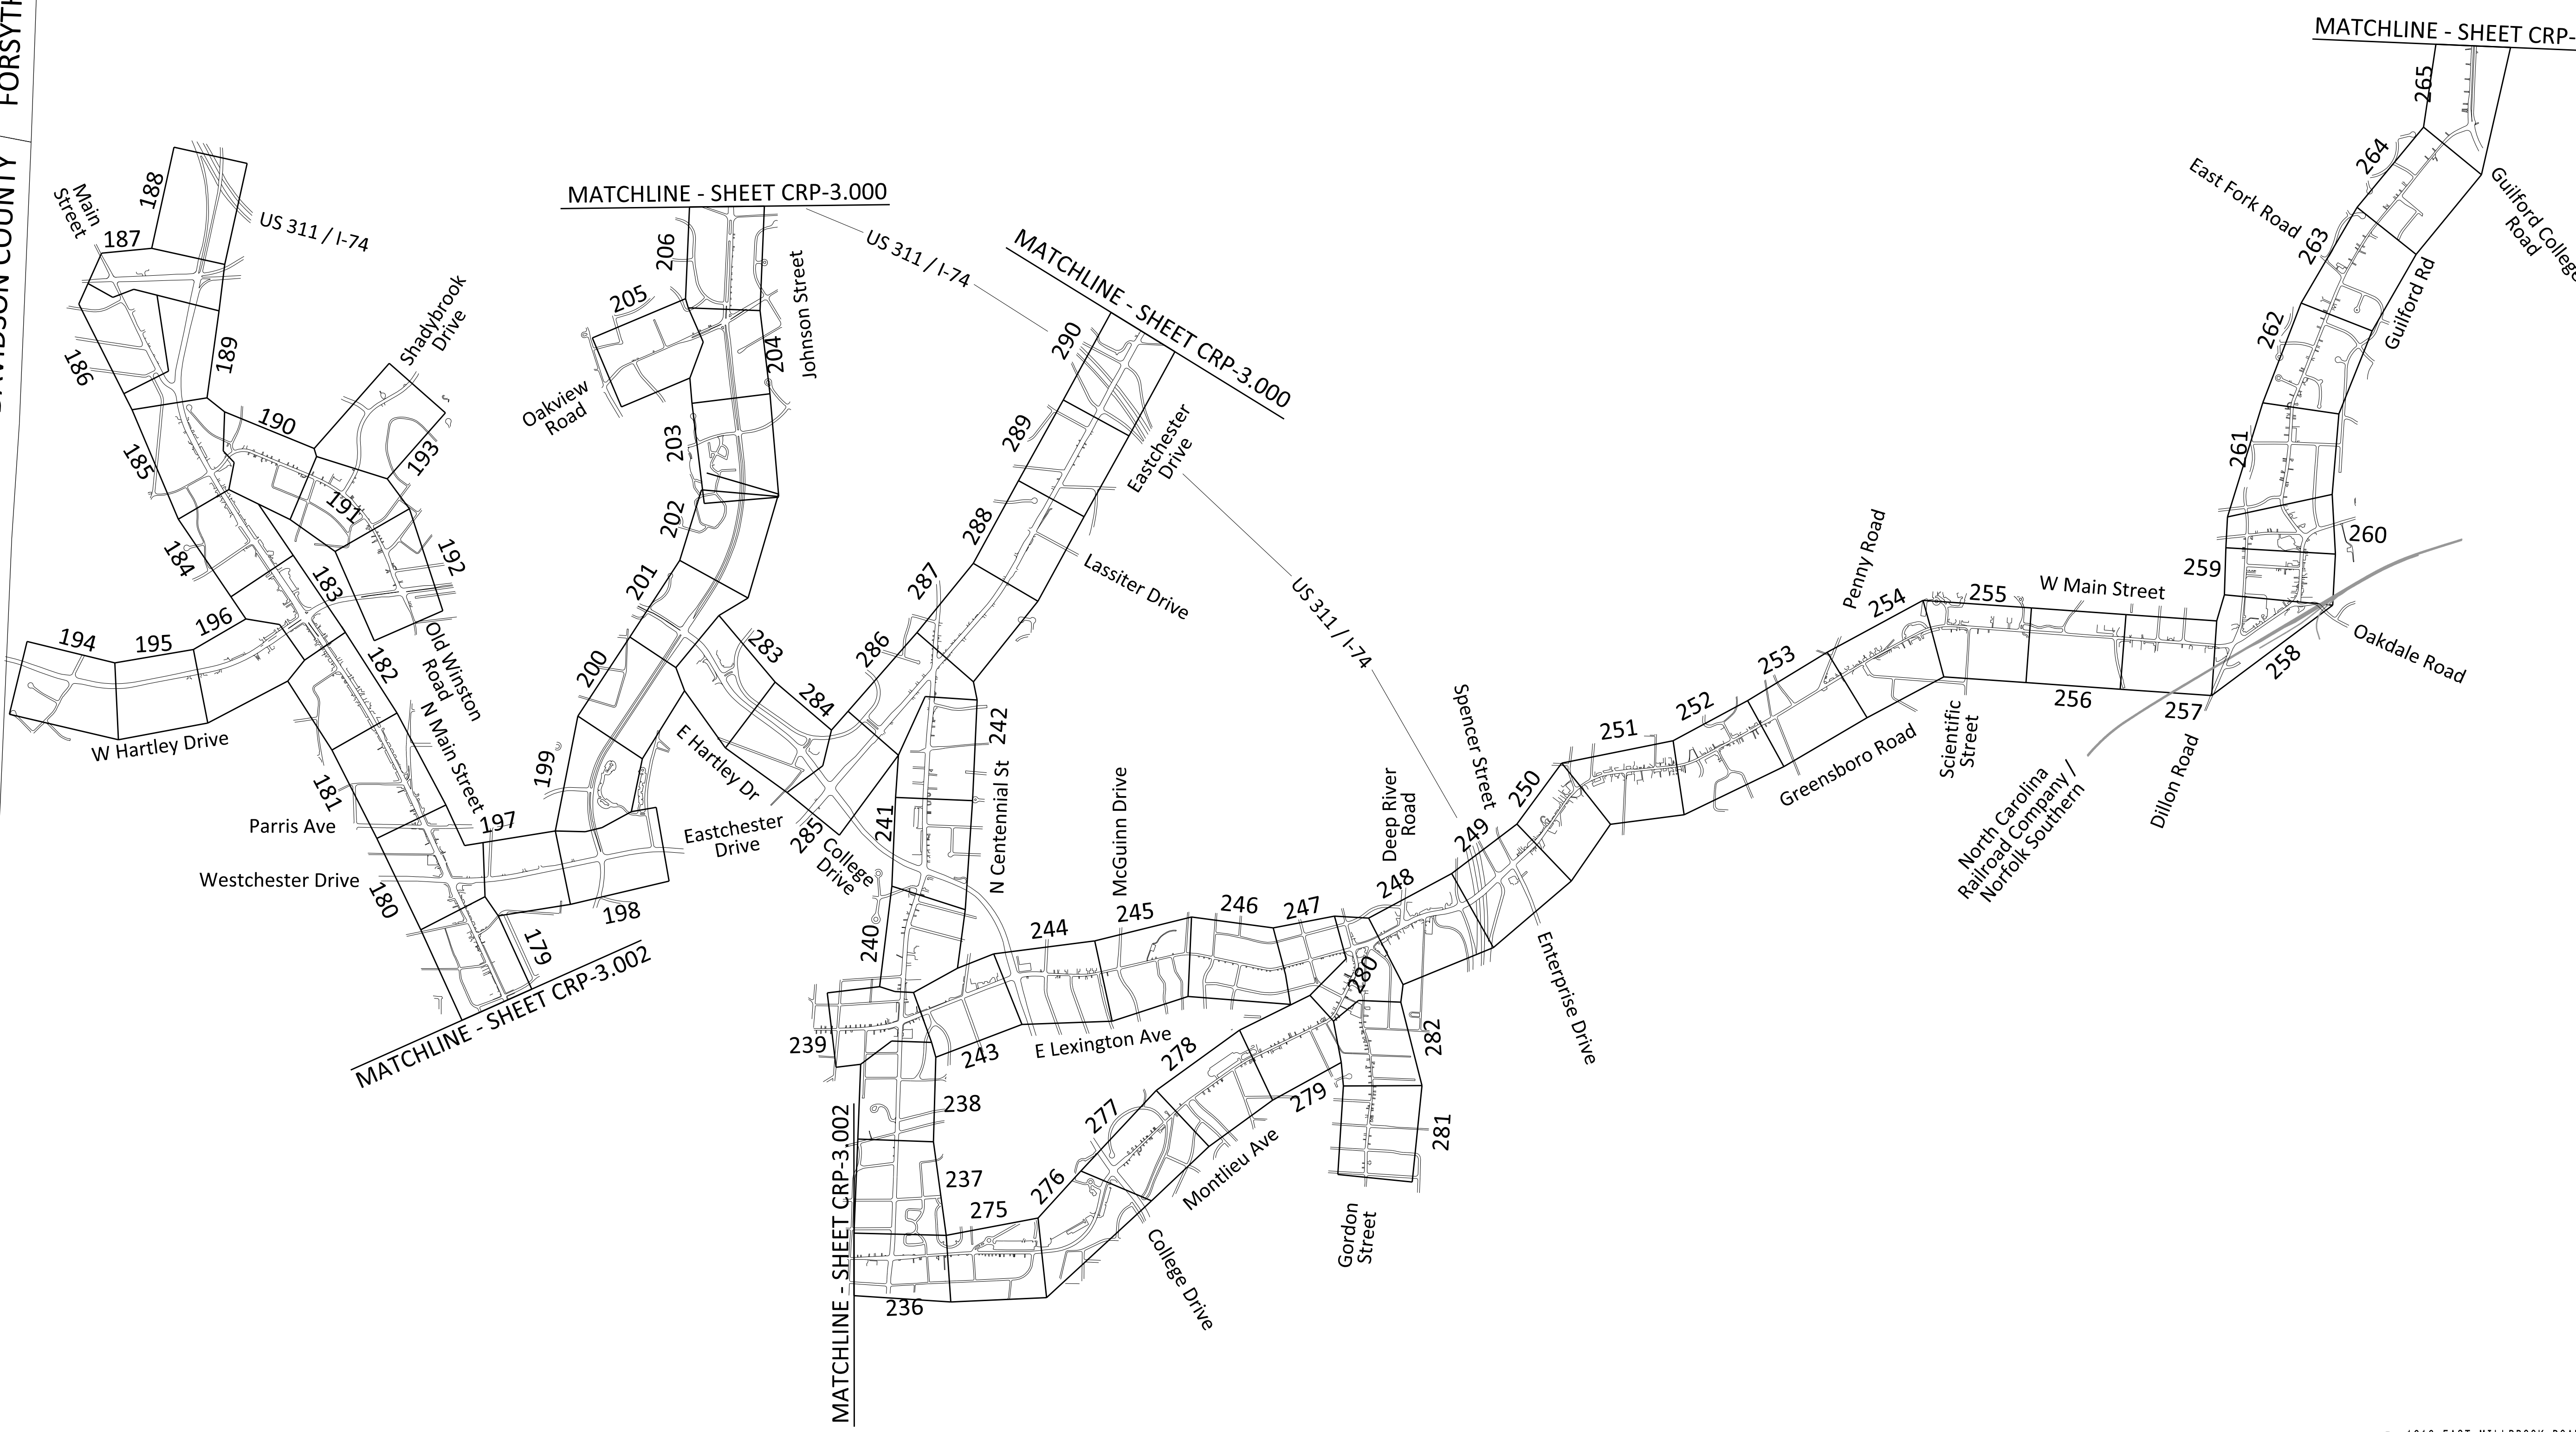 FORSYTH
DAVIDSON COUNTY
MATCHLINE - SHEET CRP-
265
264
East Fork Road
Guilford College
Road
263
Guilford Rd
262
261
260
259
Oakdale Road
258
W Main Street
255
256
257
Dillon Road
North Carolina
Railroad Company /
Norfolk Southern
Scientific
Street
254
Penny Road
253
Greensboro Road
252
251
250
Spencer Street
249
Enterprise Drive
US 311 / I-74
248
Deep River
Road
247
246
245
McGuinn Drive
244
E Lexington Ave
243
280
282
281
Gordon
Street
279
278
Montlieu Ave
277
276
College Drive
275
236
237
238
239
MATCHLINE - SHEET CRP-3.002
240
241
242
N Centennial St
College
Drive
285
284
283
E Hartley Dr
286
287
288
289
290
Lassiter Drive
Eastchester
Drive
MATCHLINE - SHEET CRP-3.000
US 311 / I-74
MATCHLINE - SHEET CRP-3.000
206
Johnson Street
205
204
Oakview
Road
203
202
201
200
199
Eastchester
Drive
198
197
179
MATCHLINE - SHEET CRP-3.002
180
Westchester Drive
Parris Ave
181
N Main Street
182
Old Winston
Road
183
184
196
195
194
W Hartley Drive
185
192
191
193
Shadybrook
Drive
190
189
186
187
Main
Street
188
US 311 / I-74